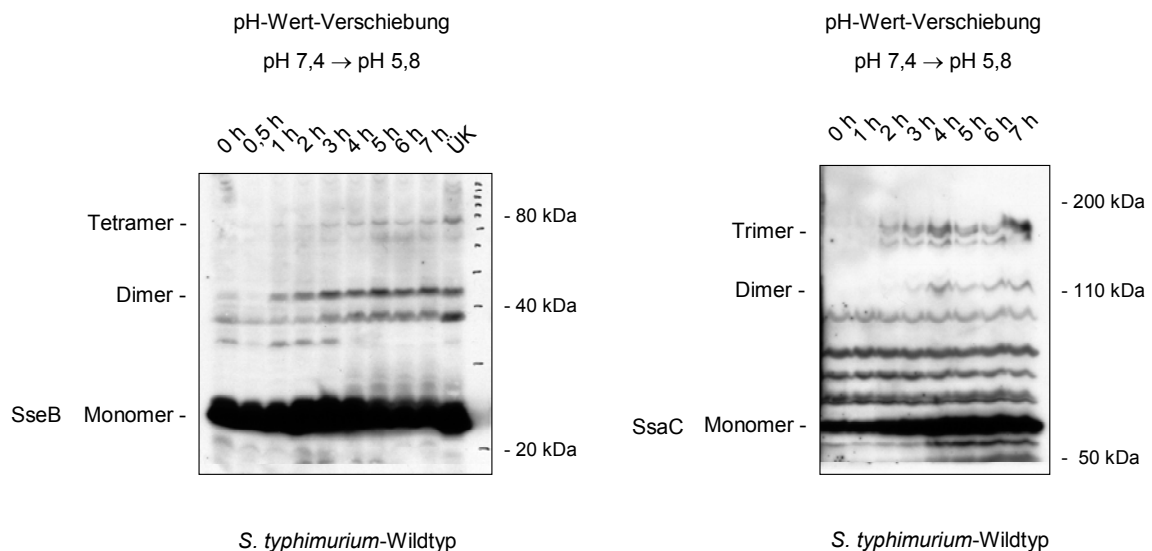 pH-Wert-Verschiebung
pH 7,4 → pH 5,8
0 h 0,5 h 1 h 2 h 3 h 4 h 5 h 6 h 7 h ÜK
Tetramer - - 80 kDa
Dimer - - 40 kDa
SseB Monomer -
- 20 kDa
S. typhimurium-Wildtyp
pH-Wert-Verschiebung
pH 7,4 → pH 5,8
0 h 1 h 2 h 3 h 4 h 5 h 6 h 7 h
- 200 kDa
Trimer -
Dimer - - 110 kDa
SsaC Monomer -
- 50 kDa
S. typhimurium-Wildtyp